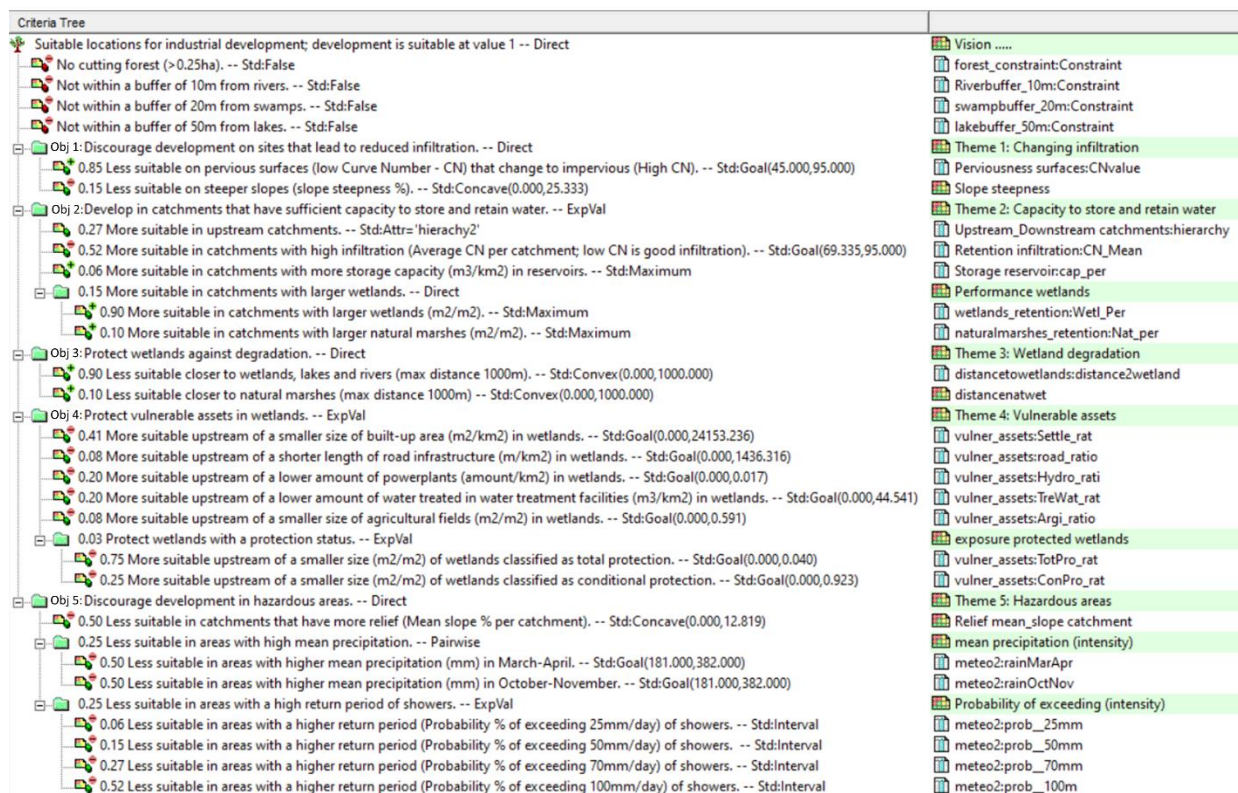 Criteria Tree
Suitable locations for industrial development; development is suitable at value 1 -- Direct Vision .....
No cutting forest (>0.25ha). -- Std:False forest_constraint:Constraint
Not within a buffer of 10m from rivers. -- Std:False Riverbuffer_10m:Constraint
Not within a buffer of 20m from swamps. -- Std:False swampbuffer_20m:Constraint
Not within a buffer of 50m from lakes. -- Std:False lakebuffer_50m:Constraint
Obj 1: Discourage development on sites that lead to reduced infiltration. -- Direct Theme 1: Changing infiltration
0.85 Less suitable on pervious surfaces (low Curve Number - CN) that change to impervious (High CN). -- Std:Goal(45.000,95.000) Perviousness surfaces:CNvalue
0.15 Less suitable on steeper slopes (slope steepness %). -- Std:Concave(0.000,25.333) Slope steepness
Obj 2: Develop in catchments that have sufficient capacity to store and retain water. -- ExpVal Theme 2: Capacity to store and retain water
0.27 More suitable in upstream catchments. -- Std:Attr='hierachy2' Upstream_Downstream catchments:hierarchy
0.52 More suitable in catchments with high infiltration (Average CN per catchment; low CN is good infiltration). -- Std:Goal(69.335,95.000) Retention infiltration:CN_Mean
0.06 More suitable in catchments with more storage capacity (m3/km2) in reservoirs. -- Std:Maximum Storage reservoir:cap_per
0.15 More suitable in catchments with larger wetlands. -- Direct Performance wetlands
0.90 More suitable in catchments with larger wetlands (m2/m2). -- Std:Maximum wetlands_retention:Wetl_Per
0.10 More suitable in catchments with larger natural marshes (m2/m2). -- Std:Maximum naturalmarshes_retention:Nat_per
Obj 3: Protect wetlands against degradation. -- Direct Theme 3: Wetland degradation
0.90 Less suitable closer to wetlands, lakes and rivers (max distance 1000m). -- Std:Convex(0.000,1000.000) distancetowetlands:distance2wetland
0.10 Less suitable closer to natural marshes (max distance 1000m) -- Std:Convex(0.000,1000.000) distancenatwet
Obj 4: Protect vulnerable assets in wetlands. -- ExpVal Theme 4: Vulnerable assets
0.41 More suitable upstream of a smaller size of built-up area (m2/km2) in wetlands. -- Std:Goal(0.000,24153.236) vulner_assets:Settle_rat
0.08 More suitable upstream of a shorter length of road infrastructure (m/km2) in wetlands. -- Std:Goal(0.000,1436.316) vulner_assets:road_ratio
0.20 More suitable upstream of a lower amount of powerplants (amount/km2) in wetlands. -- Std:Goal(0.000,0.017) vulner_assets:Hydro_rati
0.20 More suitable upstream of a lower amount of water treated in water treatment facilities (m3/km2) in wetlands. -- Std:Goal(0.000,44.541) vulner_assets:TreWat_rat
0.08 More suitable upstream of a smaller size of agricultural fields (m2/m2) in wetlands. -- Std:Goal(0.000,0.591) vulner_assets:Argi_ratio
0.03 Protect wetlands with a protection status. -- ExpVal exposure protected wetlands
0.75 More suitable upstream of a smaller size (m2/m2) of wetlands classified as total protection. -- Std:Goal(0.000,0.040) vulner_assets:TotPro_rat
0.25 More suitable upstream of a smaller size (m2/m2) of wetlands classified as conditional protection. -- Std:Goal(0.000,0.923) vulner_assets:ConPro_rat
Obj 5: Discourage development in hazardous areas. -- Direct Theme 5: Hazardous areas
0.50 Less suitable in catchments that have more relief (Mean slope % per catchment). -- Std:Concave(0.000,12.819) Relief mean_slope catchment
0.25 Less suitable in areas with high mean precipitation. -- Pairwise mean precipitation (intensity)
0.50 Less suitable in areas with higher mean precipitation (mm) in March-April. -- Std:Goal(181.000,382.000) meteo2:rainMarApr
0.50 Less suitable in areas with higher mean precipitation (mm) in October-November. -- Std:Goal(181.000,382.000) meteo2:rainOctNov
0.25 Less suitable in areas with a high return period of showers. -- ExpVal Probability of exceeding (intensity)
0.06 Less suitable in areas with a higher return period (Probability % of exceeding 25mm/day) of showers. -- Std:Interval meteo2:prob__25mm
0.15 Less suitable in areas with a higher return period (Probability % of exceeding 50mm/day) of showers. -- Std:Interval meteo2:prob__50mm
0.27 Less suitable in areas with a higher return period (Probability % of exceeding 70mm/day) of showers. -- Std:Interval meteo2:prob__70mm
0.52 Less suitable in areas with a higher return period (Probability % of exceeding 100mm/day) of showers. -- Std:Interval meteo2:prob__100m